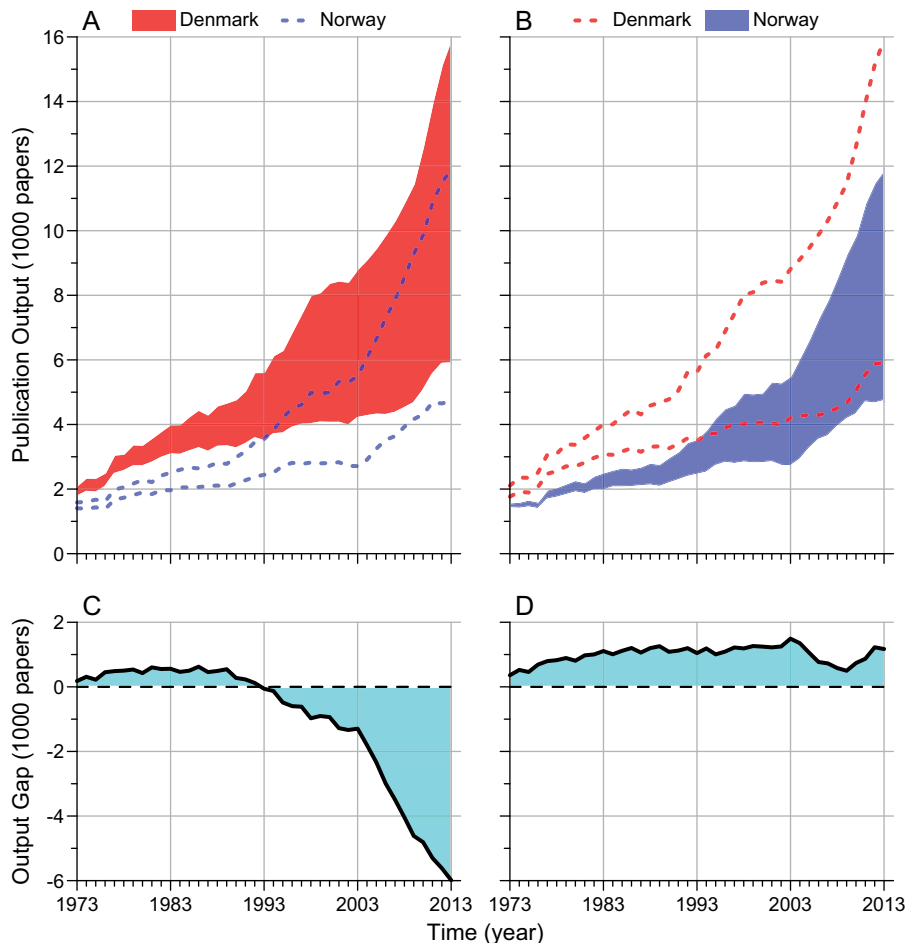 A Denmark Norway
B Denmark Norway
Publication Output (1000 papers)
16
14
12
10
8
6
4
2
0
C
D
Output Gap (1000 papers)
2
0
-2
-4
-6
1973 1983 1993 2003 2013
1973 1983 1993 2003 2013
Time (year)